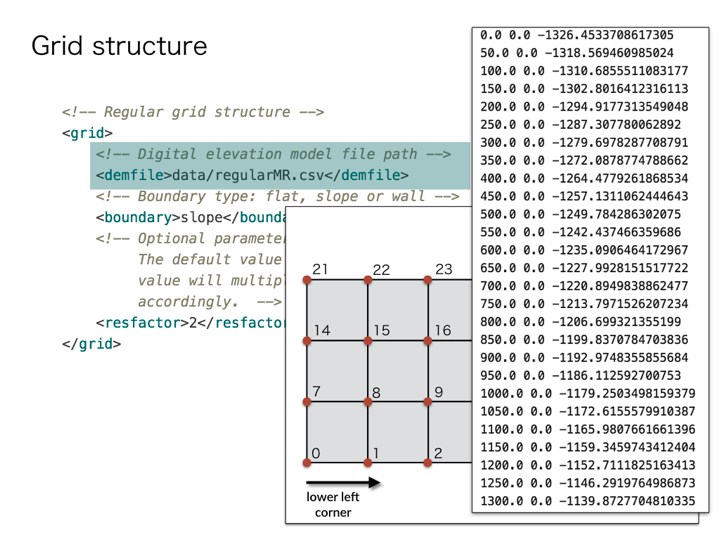 Grid structure
<!-- Regular grid structure -->
<grid>
<!-- Digital elevation model file path -->
<demfile>data/regularMR.csv</demfile>
<!-- Boundary type: flat, slope or wall -->
<boundary>slope</bounda
<!-- Optional paramete
The default value
value will multip
accordingly. -->
<resfactor>2</resfacto
</grid>
21 22 23
14 15 16
7 8 9
0 1 2
lower left
corner
0.0 0.0 -1326.4533708617305
50.0 0.0 -1318.569460985024
100.0 0.0 -1310.6855511083177
150.0 0.0 -1302.8016412316113
200.0 0.0 -1294.9177313549048
250.0 0.0 -1287.307780062892
300.0 0.0 -1279.6978287708791
350.0 0.0 -1272.0878774788662
400.0 0.0 -1264.4779261868534
450.0 0.0 -1257.1311062444643
500.0 0.0 -1249.784286302075
550.0 0.0 -1242.437466359686
600.0 0.0 -1235.0906464172967
650.0 0.0 -1227.9928151517722
700.0 0.0 -1220.8949838862477
750.0 0.0 -1213.7971526207234
800.0 0.0 -1206.699321355199
850.0 0.0 -1199.8370784703836
900.0 0.0 -1192.9748355855684
950.0 0.0 -1186.112592700753
1000.0 0.0 -1179.2503498159379
1050.0 0.0 -1172.6155579910387
1100.0 0.0 -1165.9807661661396
1150.0 0.0 -1159.3459743412404
1200.0 0.0 -1152.7111825163413
1250.0 0.0 -1146.2919764986873
1300.0 0.0 -1139.8727704810335